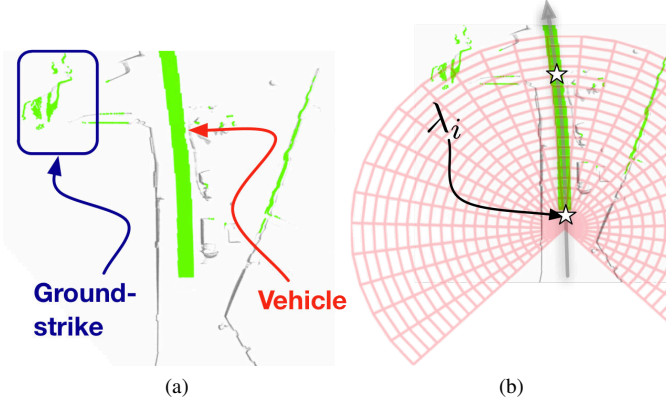 Ground-
strike
Vehicle
(a)
λi
(b)